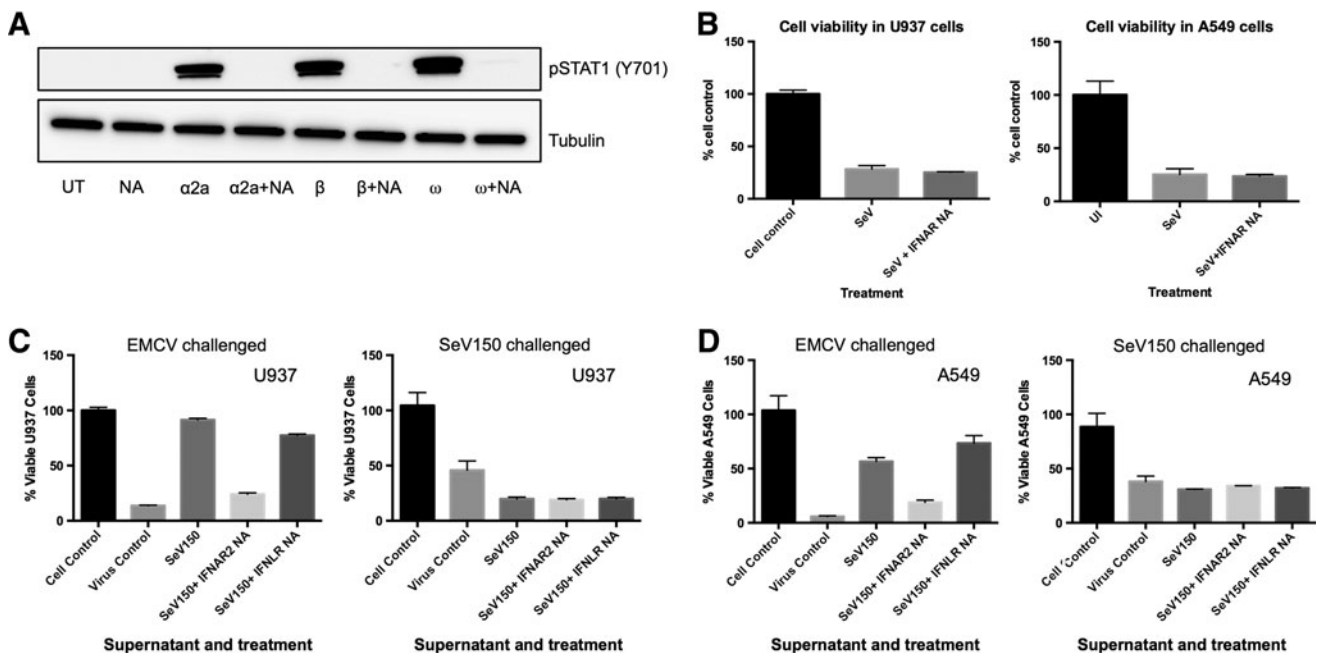 A
pSTAT1 (Y701)
Tubulin
UT NA α2a α2a+NA β β+NA ω ω+NA
B
Cell viability in U937 cells
% cell control
150
100
50
0
Cell control
SeV
SeV + IFNAR NA
Treatment
Cell viability in A549 cells
% cell control
150
100
50
0
UI
SeV
SeV+IFNAR NA
Treatment
C
EMCV challenged
U937
% Viable U937 Cells
150
100
50
0
Cell Control
Virus Control
SeV150
SeV150+ IFNAR2 NA
SeV150+ IFNLR NA
Supernatant and treatment
SeV150 challenged
U937
% Viable U937 Cells
150
100
50
0
Cell Control
Virus Control
SeV150
SeV150+ IFNAR2 NA
SeV150+ IFNLR NA
Supernatant and treatment
D
EMCV challenged
A549
% Viable A549 Cells
150
100
50
0
Cell Control
Virus Control
SeV150
SeV150+ IFNAR2 NA
SeV150+ IFNLR NA
Supernatant and treatment
SeV150 challenged
A549
% Viable A549 Cells
150
100
50
0
Cell Control
Virus Control
SeV150
SeV150+ IFNAR2 NA
SeV150+ IFNLR NA
Supernatant and treatment